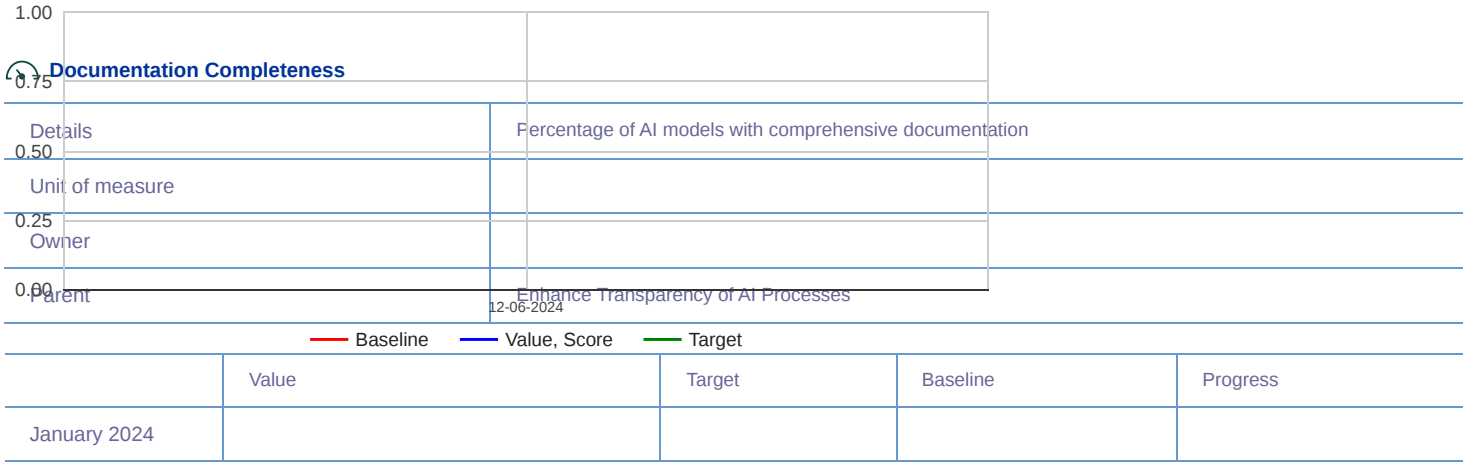 1.00
Documentation Completeness
0.75
Details Percentage of AI models with comprehensive documentation
0.50
Unit of measure
0.25
Owner
0.00
Parent Enhance Transparency of AI Processes
12-06-2024
Baseline Value, Score Target
Value Target Baseline Progress
January 2024